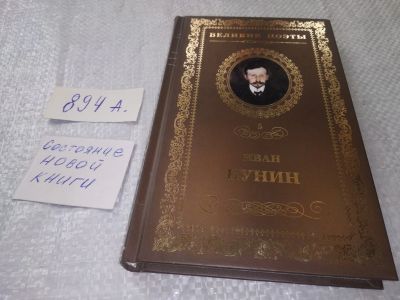 894 А.
Состояние
новой
книги
ВЕЛИКИЕ ПОЭТЫ
5
ИВАН
БУНИН